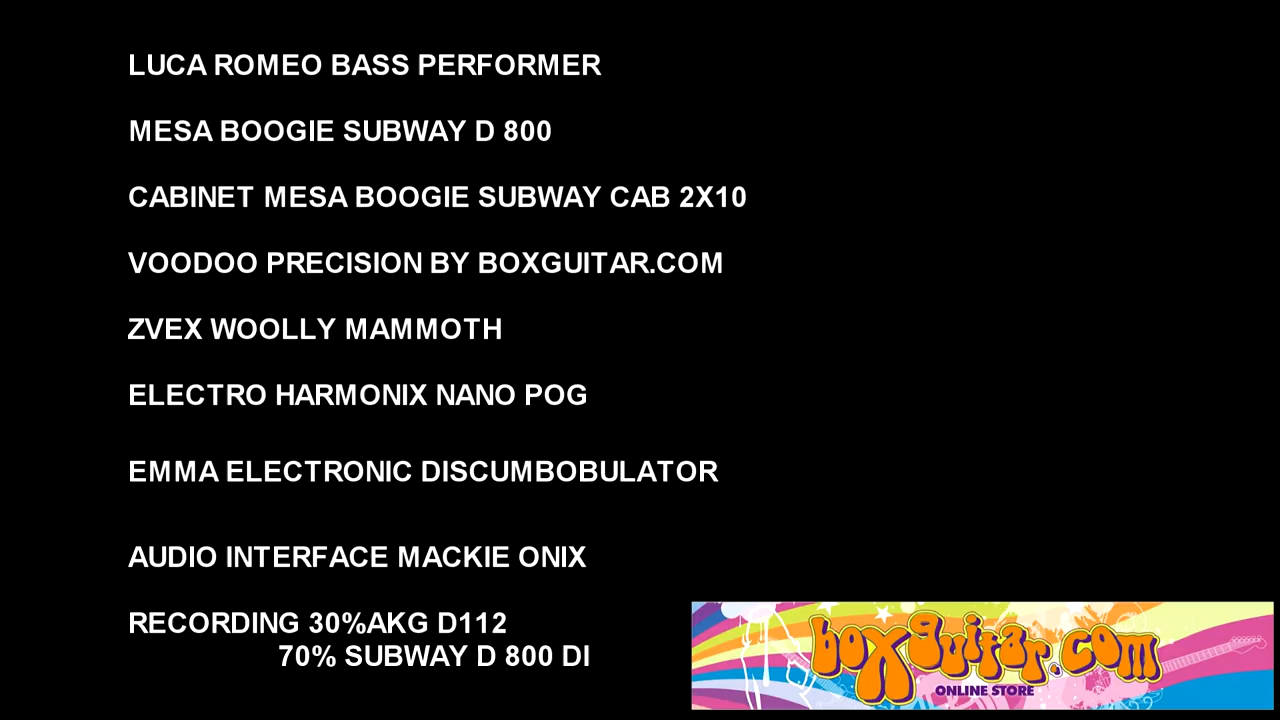 LUCA ROMEO BASS PERFORMER
MESA BOOGIE SUBWAY D 800
CABINET MESA BOOGIE SUBWAY CAB 2X10
VOODOO PRECISION BY BOXGUITAR.COM
ZVEX WOOLLY MAMMOTH
ELECTRO HARMONIX NANO POG
EMMA ELECTRONIC DISCUMBOBULATOR
AUDIO INTERFACE MACKIE ONIX
RECORDING 30%AKG D112
70% SUBWAY D 800 DI
boxguitar.com
ONLINE STORE